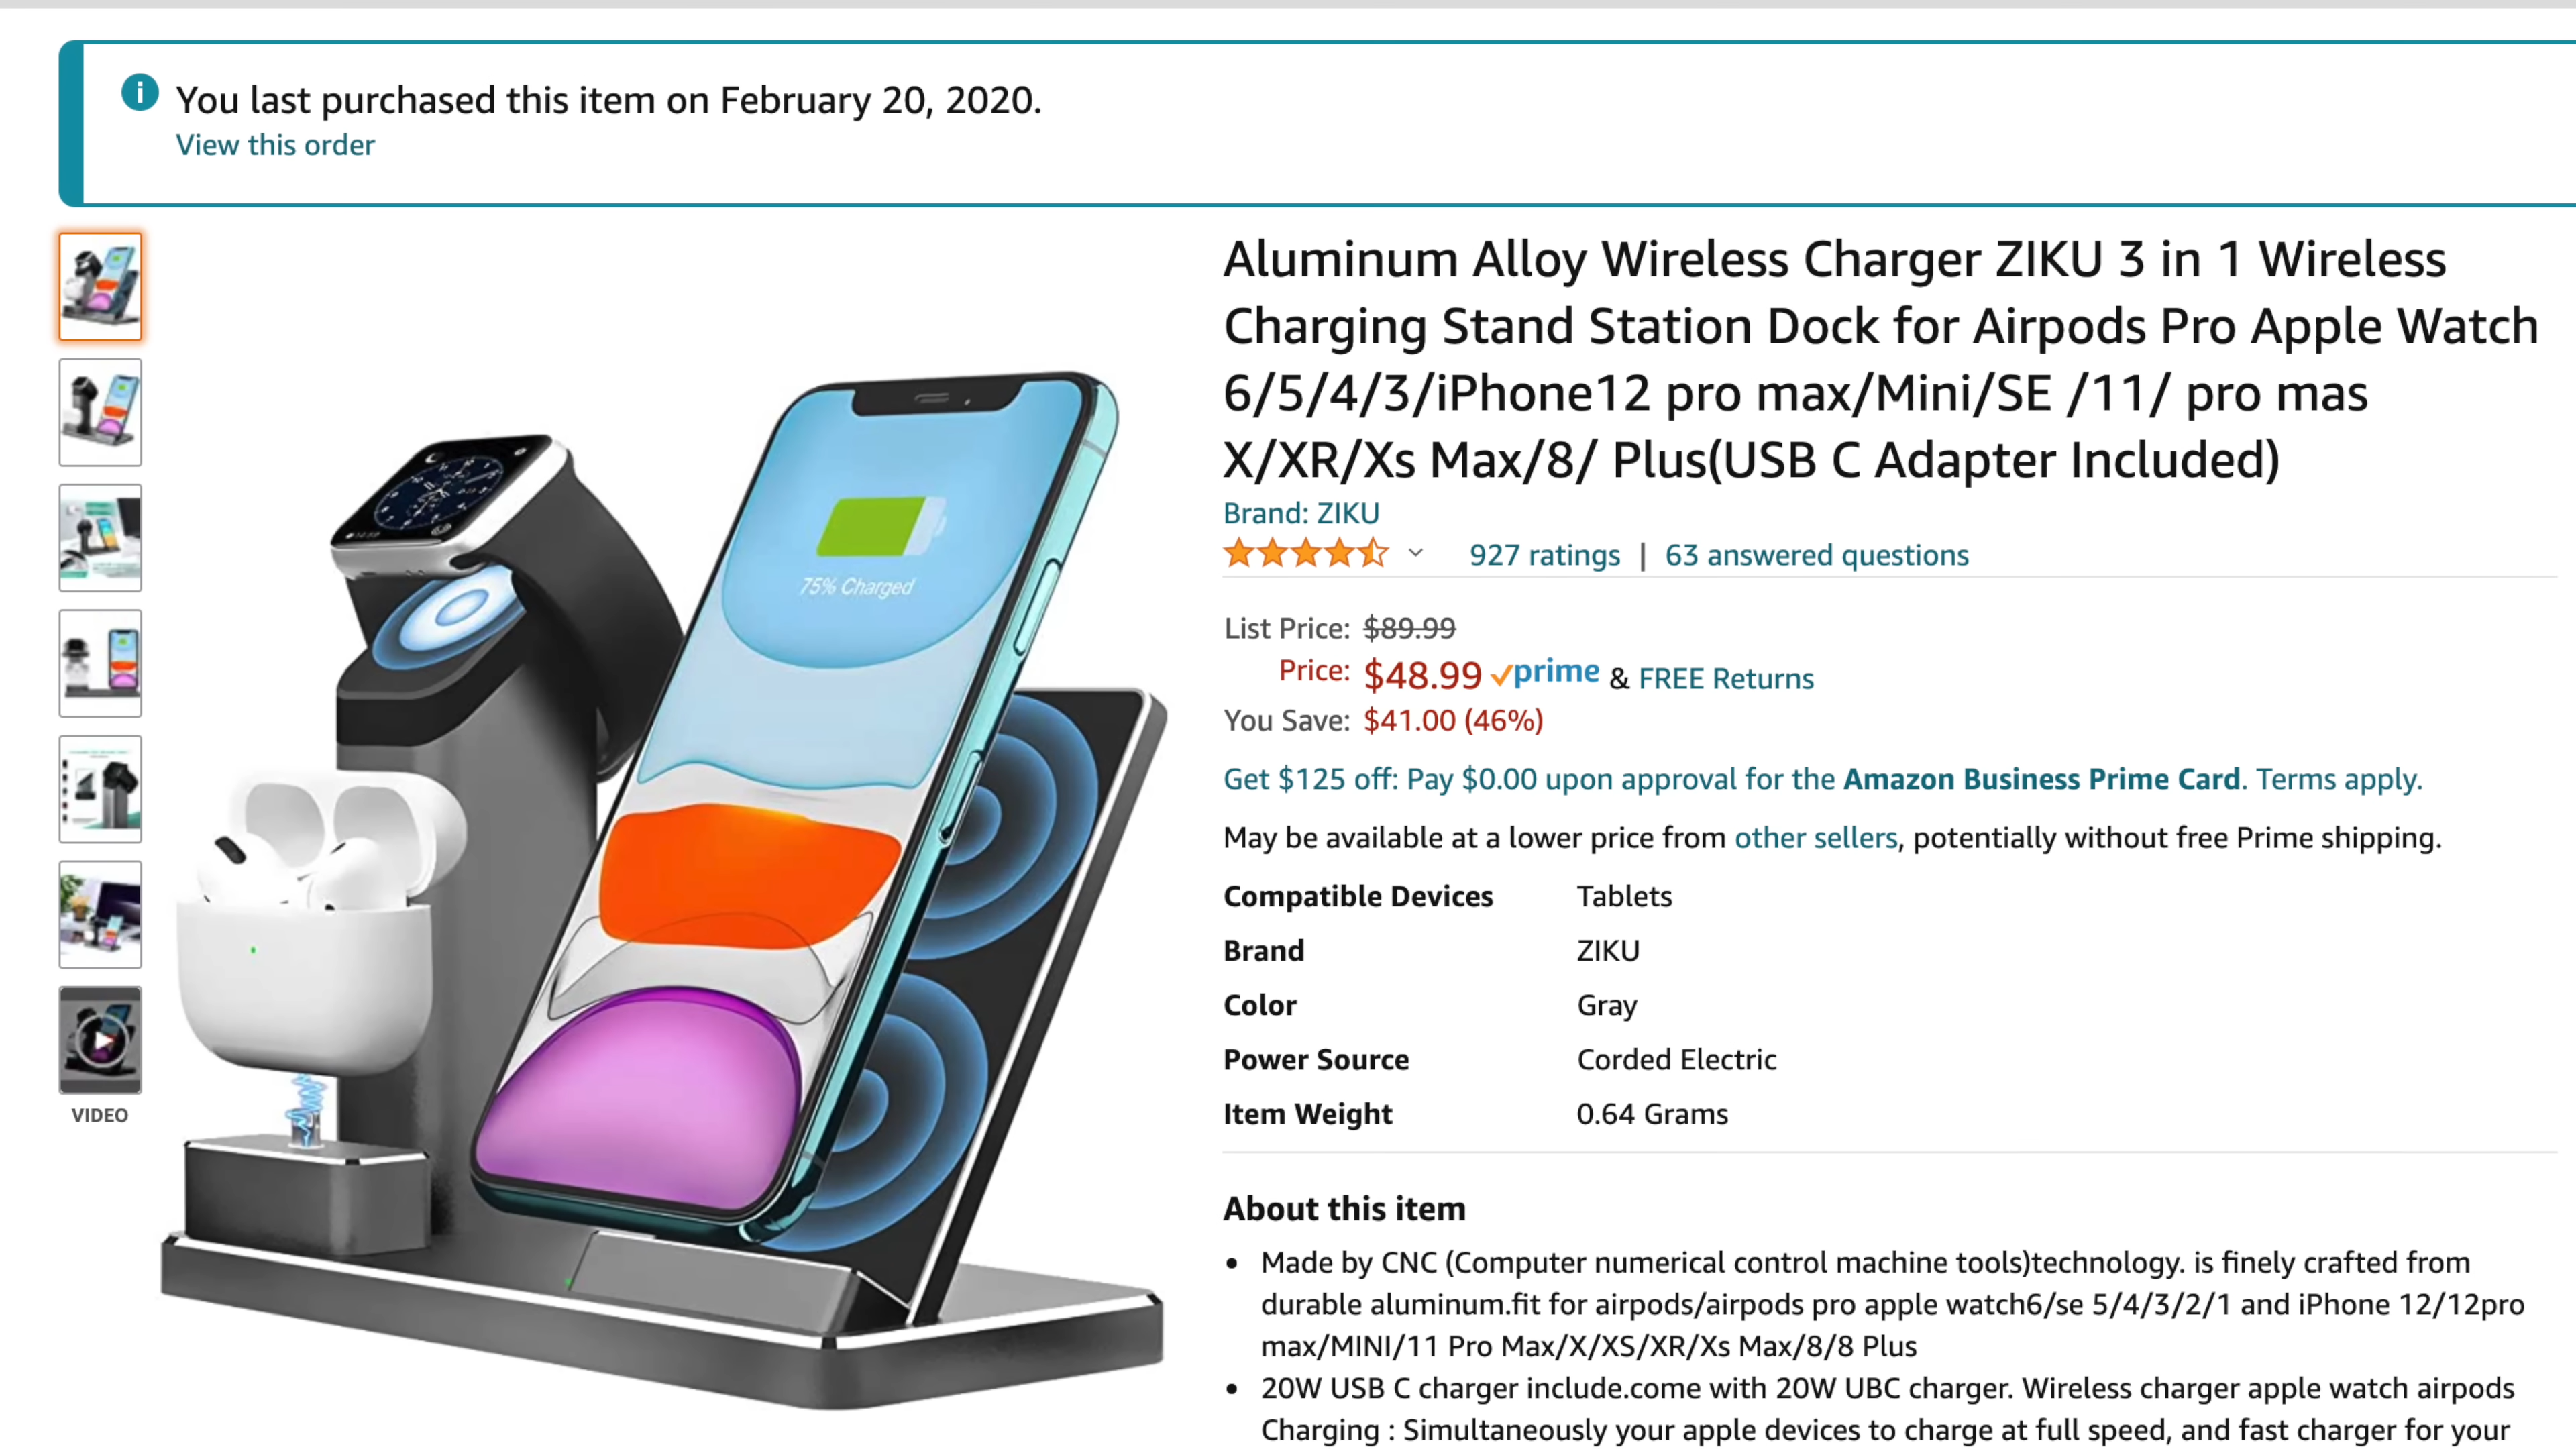 You last purchased this item on February 20, 2020.
View this order
VIDEO
75% Charged
Aluminum Alloy Wireless Charger ZIKU 3 in 1 Wireless
Charging Stand Station Dock for Airpods Pro Apple Watch
6/5/4/3/iPhone12 pro max/Mini/SE /11/ pro mas
X/XR/Xs Max/8/ Plus(USB C Adapter Included)
Brand: ZIKU
927 ratings | 63 answered questions
List Price: $89.99
Price: $48.99 prime & FREE Returns
You Save: $41.00 (46%)
Get $125 off: Pay $0.00 upon approval for the Amazon Business Prime Card. Terms apply.
May be available at a lower price from other sellers, potentially without free Prime shipping.
Compatible Devices Tablets
Brand ZIKU
Color Gray
Power Source Corded Electric
Item Weight 0.64 Grams
About this item
• Made by CNC (Computer numerical control machine tools)technology. is finely crafted from
durable aluminum.fit for airpods/airpods pro apple watch6/se 5/4/3/2/1 and iPhone 12/12pro
max/MINI/11 Pro Max/X/XS/XR/Xs Max/8/8 Plus
• 20W USB C charger include.come with 20W UBC charger. Wireless charger apple watch airpods
Charging : Simultaneously your apple devices to charge at full speed, and fast charger for your